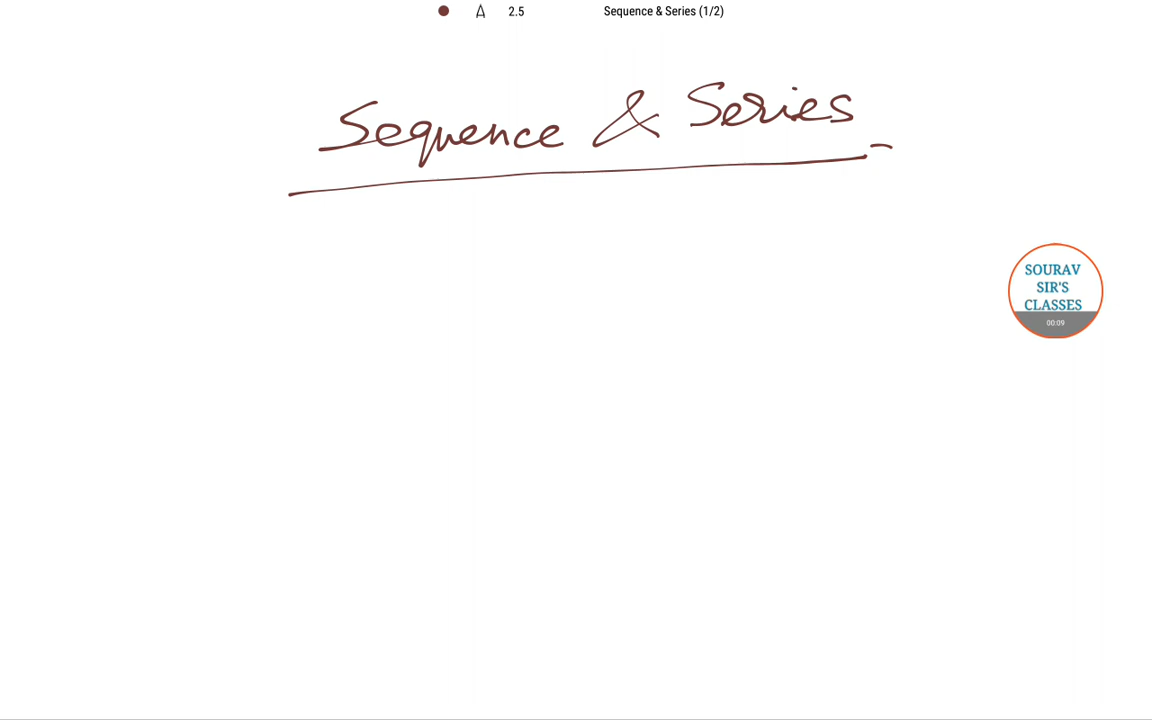 2.5 Sequence & Series (1/2)
Sequence & Series
SOURAV
SIR'S
CLASSES
00:09